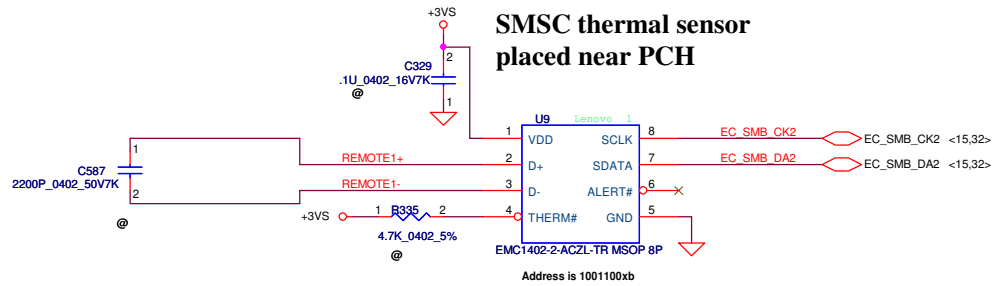 +3VS
SMSC thermal sensor
placed near PCH
2
C329
.1U_0402_16V7K
@
1
U9
Lenovo 1
1
VDD
SCLK
8
EC_SMB_CK2
EC_SMB_CK2 <15,32>
1
C587
2200P_0402_50V7K
2
@
REMOTE1+
2
D+
SDATA
7
EC_SMB_DA2
EC_SMB_DA2 <15,32>
REMOTE1-
3
D-
ALERT#
6
+3VS
1
R335
2
4
THERM#
GND
5
4.7K_0402_5%
@
EMC1402-2-ACZL-TR MSOP 8P
Address is 1001100xb